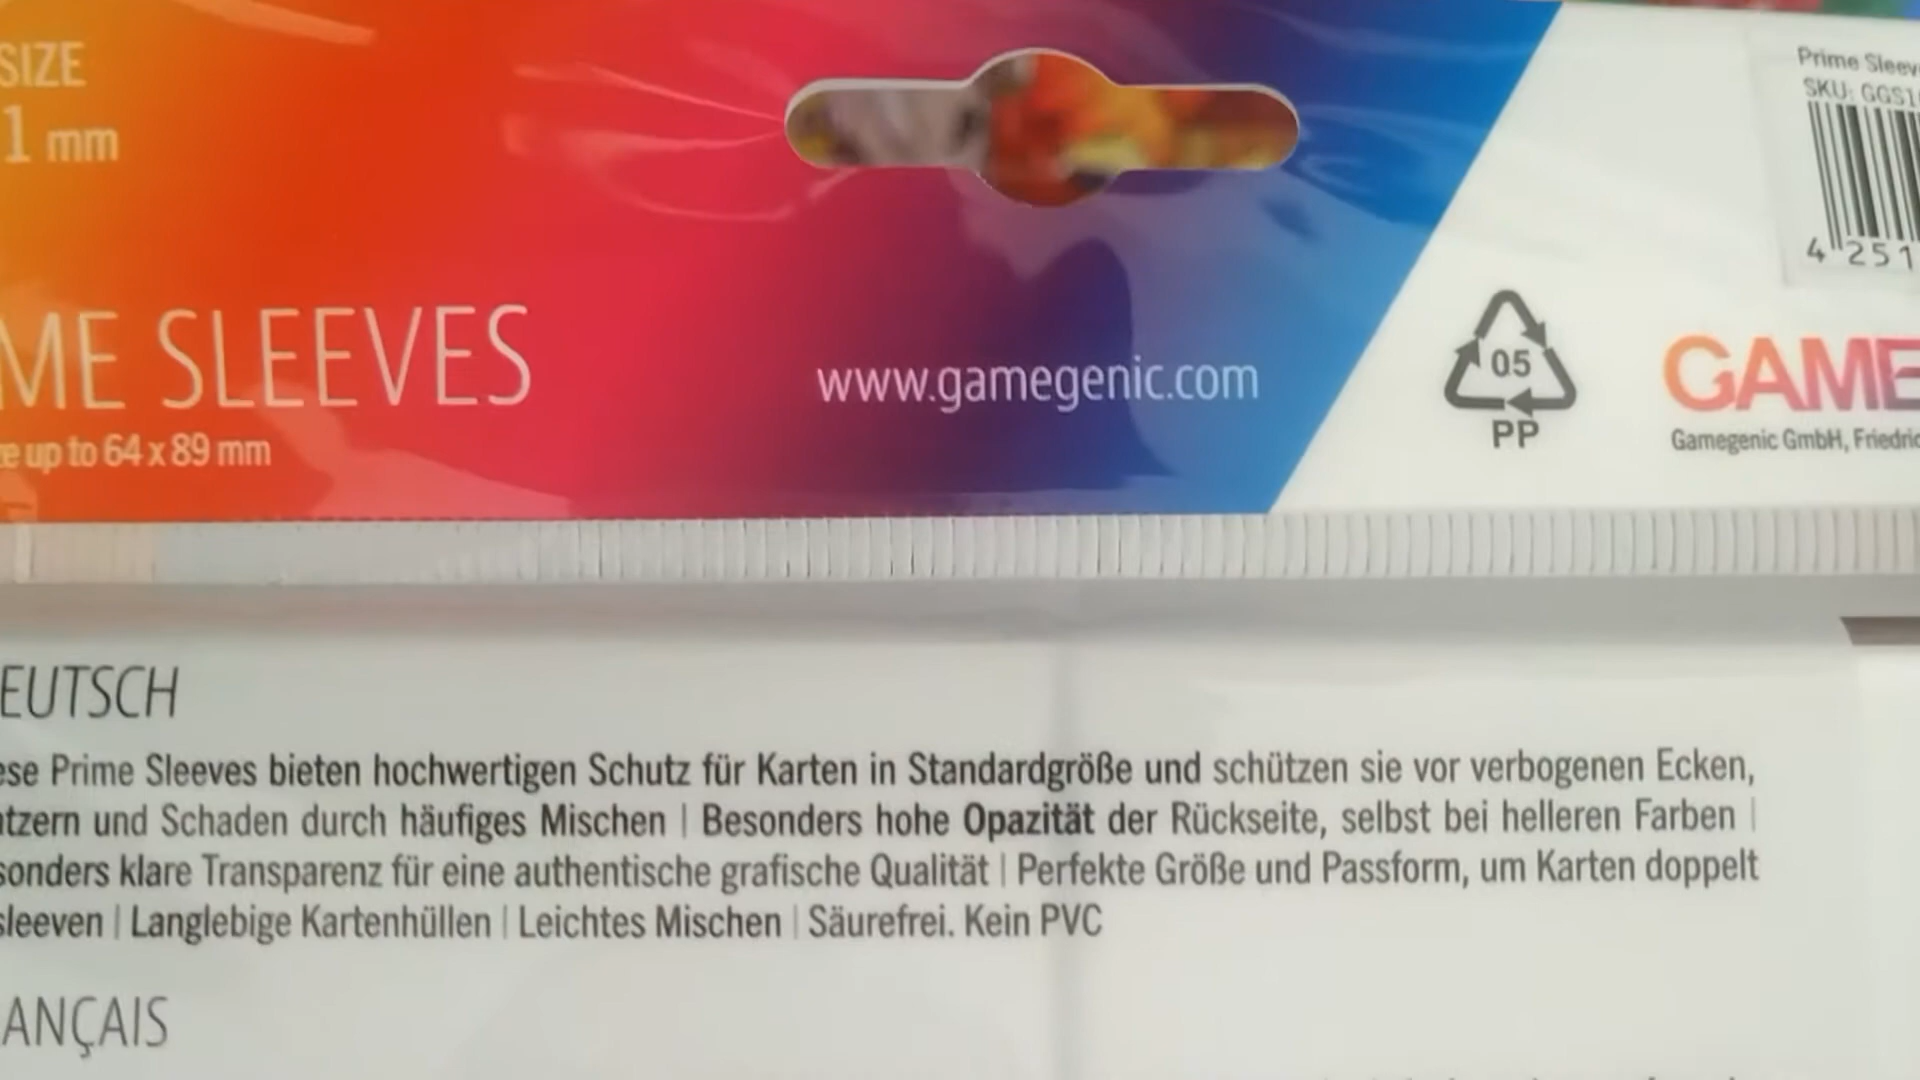 SIZE
1 mm
ME SLEEVES
up to 64 x 89 mm
www.gamegenic.com
05
PP
Prime Sleeve
SKU: GGS1
4 251
GAME
Gamegenic GmbH, Friedric
EUTSCH
ese Prime Sleeves bieten hochwertigen Schutz für Karten in Standardgröße und schützen sie vor verbogenen Ecken,
tzern und Schaden durch häufiges Mischen | Besonders hohe Opazität der Rückseite, selbst bei helleren Farben |
sonders klare Transparenz für eine authentische grafische Qualität | Perfekte Größe und Passform, um Karten doppelt
sleeven | Langlebige Kartenhüllen | Leichtes Mischen | Säurefrei. Kein PVC
ANÇAIS